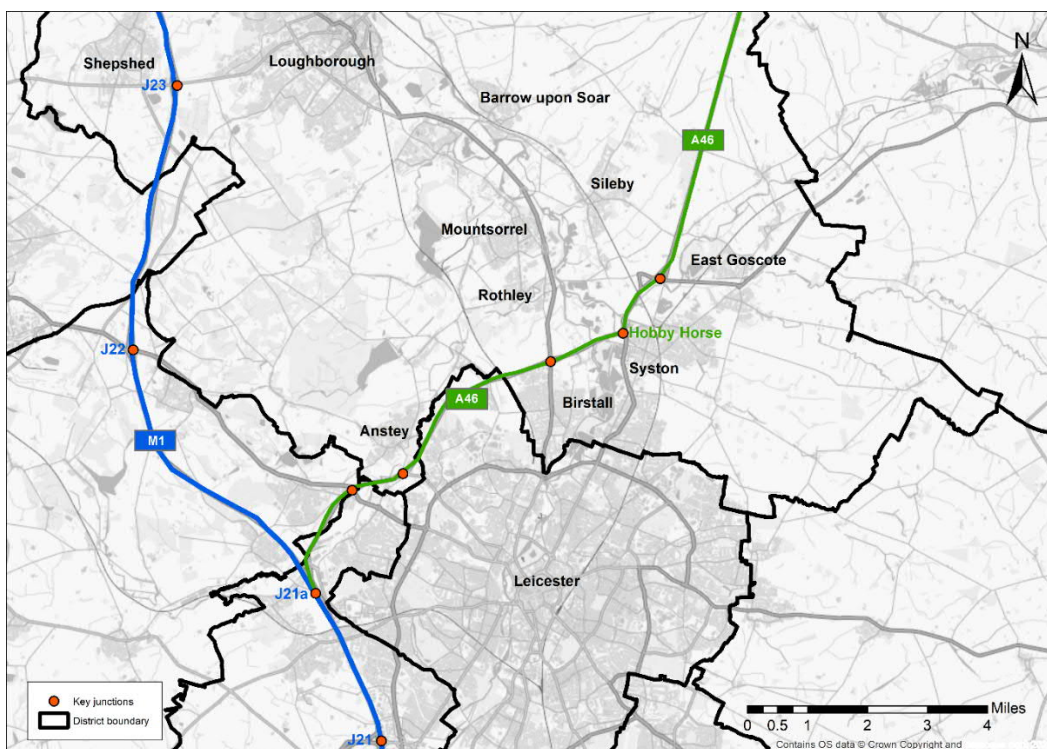 Shepshed
Loughborough
N
J23
Barrow upon Soar
A46
Sileby
Mountsorrel
East Goscote
Rothley
Hobby Horse
J22
Syston
A46
Birstall
Anstey
M1
Leicester
J21a
Key junctions
District boundary
J21
Miles
0 0.5 1 2 3 4
Contains OS data © Crown Copyright and